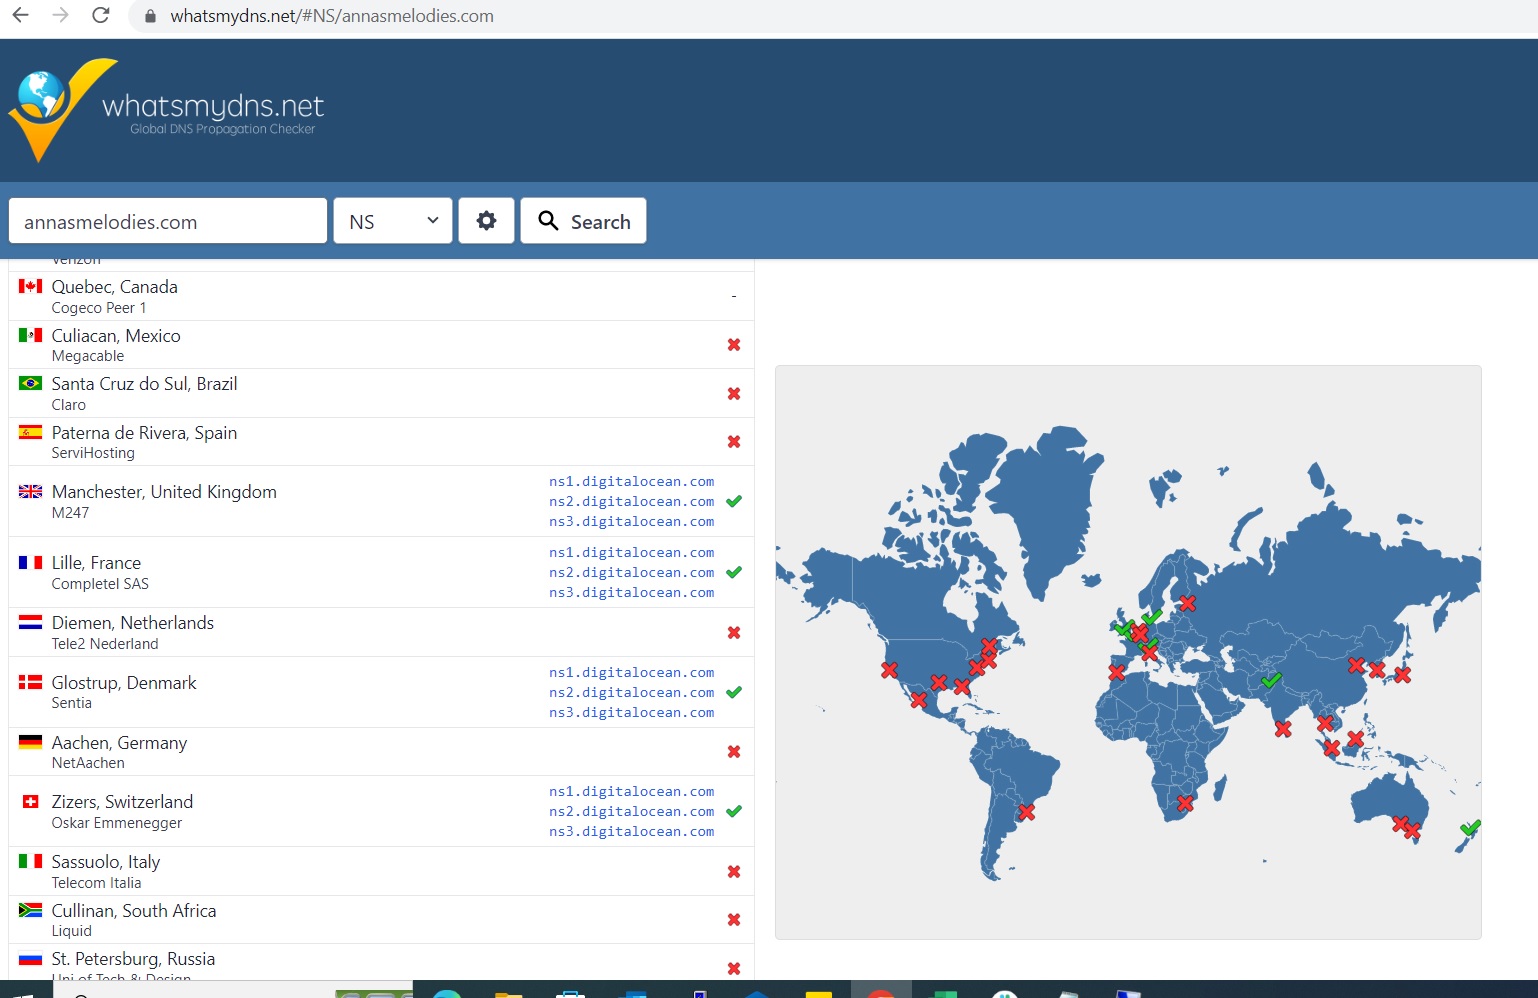 whatsmydns.net/#NS/annasmelodies.com
whatsmydns.net
Global DNS Propagation Checker
annasmelodies.com
NS
Search
Verizon
Quebec, Canada
Cogeco Peer 1
-
Culiacan, Mexico
Megacable
Santa Cruz do Sul, Brazil
Claro
Paterna de Rivera, Spain
ServiHosting
Manchester, United Kingdom
M247
ns1.digitalocean.com
ns2.digitalocean.com
ns3.digitalocean.com
Lille, France
Completel SAS
ns1.digitalocean.com
ns2.digitalocean.com
ns3.digitalocean.com
Diemen, Netherlands
Tele2 Nederland
Glostrup, Denmark
Sentia
ns1.digitalocean.com
ns2.digitalocean.com
ns3.digitalocean.com
Aachen, Germany
NetAachen
Zizers, Switzerland
Oskar Emmenegger
ns1.digitalocean.com
ns2.digitalocean.com
ns3.digitalocean.com
Sassuolo, Italy
Telecom Italia
Cullinan, South Africa
Liquid
St. Petersburg, Russia
Uni of Tech & Design